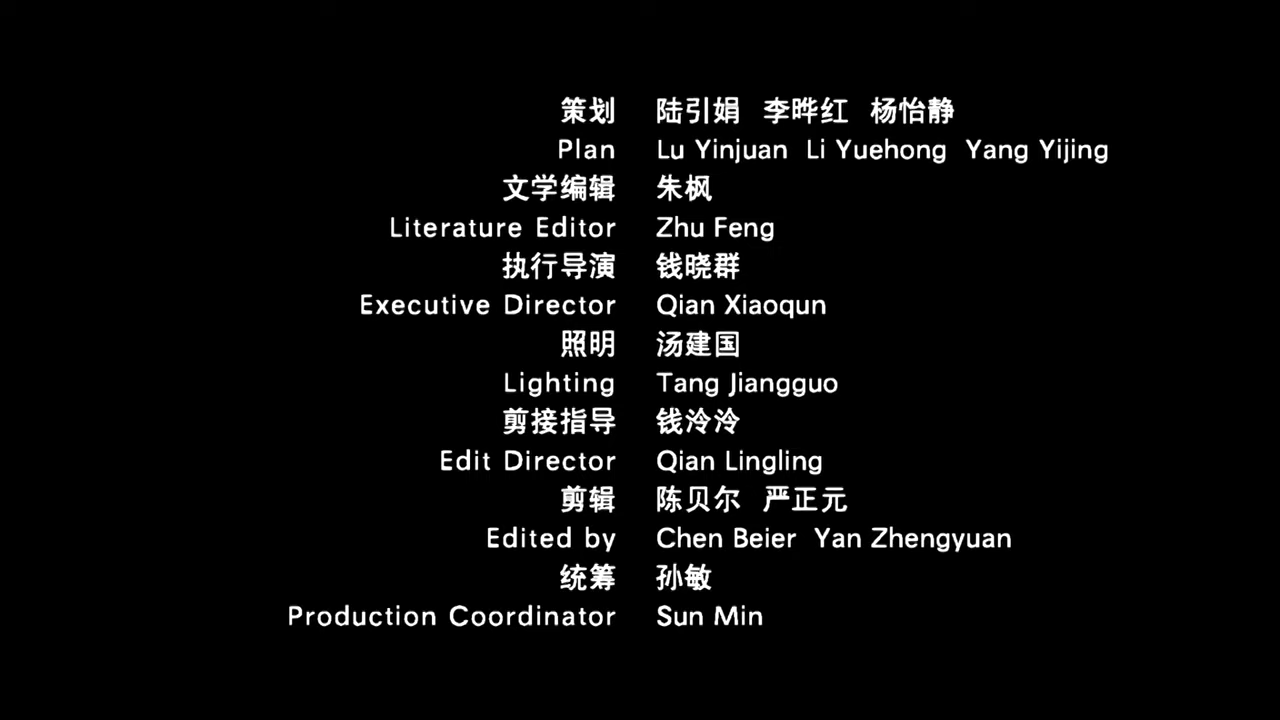 策划 陆引娟 李晔红 杨怡静
Plan Lu Yinjuan Li Yuehong Yang Yijing
文学编辑 朱枫
Literature Editor Zhu Feng
执行导演 钱晓群
Executive Director Qian Xiaoqun
照明 汤建国
Lighting Tang Jiangguo
剪接指导 钱泠泠
Edit Director Qian Lingling
剪辑 陈贝尔 严正元
Edited by Chen Beier Yan Zhengyuan
统筹 孙敏
Production Coordinator Sun Min